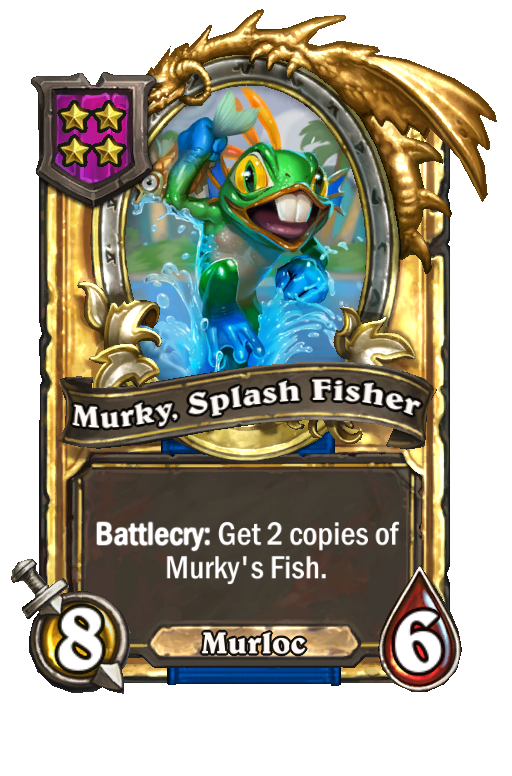 Murky, Splash Fisher
Battlecry: Get 2 copies of
Murky's Fish.
8
Murloc
6